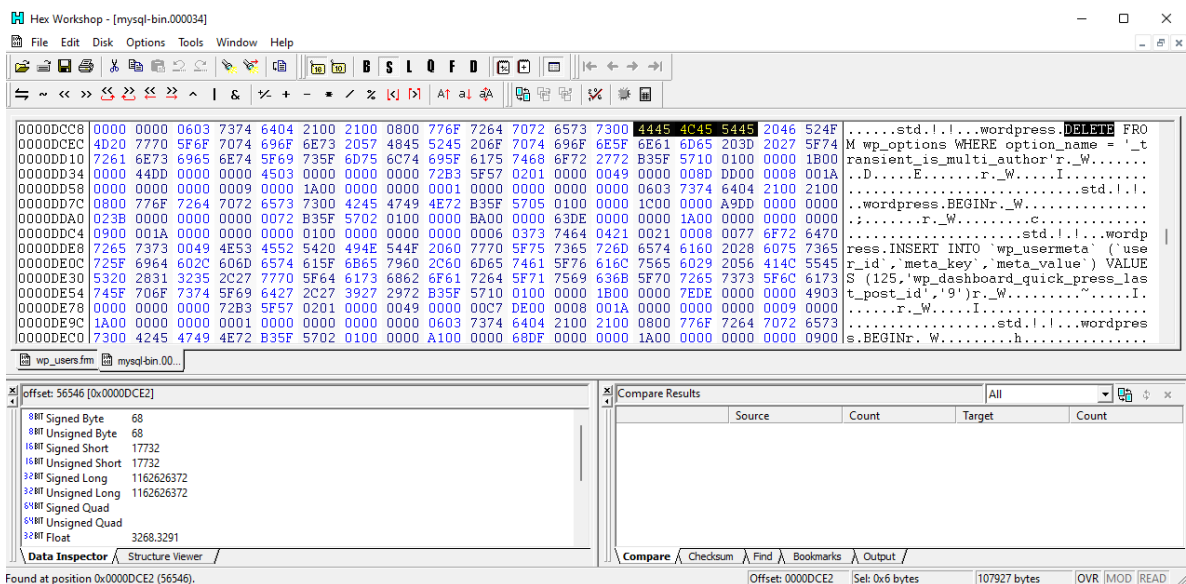 Hex Workshop - [mysql-bin.000034]
File Edit Disk Options Tools Window Help
B S L Q F D
0000DCC8 0000 0000 0603 7374 6404 2100 2100 0800 776F 7264 7072 6573 7300 4445 4C45 5445 2046 524F ......std.!.!...wordpress.DELETE FRO
0000DCEC 4D20 7770 5F6F 7074 696F 6E73 2057 4845 5245 206F 7074 696F 6E5F 6E61 6D65 203D 2027 5F74 M wp_options WHERE option_name = '_t
0000DD10 7261 6E73 6965 6E74 5F69 735F 6D75 6C74 695F 6175 7468 6F72 2772 B35F 5710 0100 0000 1B00 ransient_is_multi_author'r._W.......
0000DD34 0000 44DD 0000 0000 4503 0000 0000 0000 72B3 5F57 0201 0000 0049 0000 008D DD00 0008 001A ..D.....E.......r._W.....I..........
0000DD58 0000 0000 0009 0000 1A00 0000 0000 0001 0000 0000 0000 0000 0000 0603 7374 6404 2100 2100 ............................std.!.!.
0000DD7C 0800 776F 7264 7072 6573 7300 4245 4749 4E72 B35F 5705 0100 0000 1C00 0000 A9DD 0000 0000 ..wordpress.BEGINr._W...............
0000DDA0 023B 0000 0000 0000 0072 B35F 5702 0100 0000 BA00 0000 63DE 0000 0000 1A00 0000 0000 0000 .;.......r._W...........c...........
0000DDC4 0900 001A 0000 0000 0000 0100 0000 0000 0000 0000 0006 0373 7464 0421 0021 0008 0077 6F72 6470 .......................std.!.!...wordp
0000DDE8 7265 7373 0049 4E53 4552 5420 494E 544F 2060 7770 5F75 7365 726D 6574 6160 2028 6075 7365 ress.INSERT INTO `wp_usermeta` (`use
0000DE0C 725F 6964 602C 606D 6574 615F 6B65 7960 2C60 6D65 7461 5F76 616C 7565 6029 2056 414C 5545 r_id`,`meta_key`,`meta_value`) VALUE
0000DE30 5320 2831 3235 2C27 7770 5F64 6173 6862 6F61 7264 5F71 7569 636B 5F70 7265 7373 5F6C 6173 S (125,'wp_dashboard_quick_press_las
0000DE54 745F 706F 7374 5F69 6427 2C27 3927 2972 B35F 5710 0100 0000 1B00 0000 7EDE 0000 0000 4903 t_post_id','9')r._W.........~.....I.
0000DE78 0000 0000 0000 72B3 5F57 0201 0000 0049 0000 00C7 DE00 0008 001A 0000 0000 0000 0009 0000 ......r._W.....I....................
0000DE9C 1A00 0000 0000 0001 0000 0000 0000 0000 0000 0603 7374 6404 2100 2100 0800 776F 7264 7072 6573 ....................std.!.!...wordpres
0000DEC0 7300 4245 4749 4E72 B35F 5702 0100 0000 A100 0000 68DF 0000 0000 1A00 0000 0000 0000 0900 s.BEGINr._W.........h...............
wp_users.frm mysql-bin.00...
offset: 56546 [0x0000DCE2]
Compare Results All
Source Count Target Count
8BIT Signed Byte 68
8BIT Unsigned Byte 68
16BIT Signed Short 17732
16BIT Unsigned Short 17732
32BIT Signed Long 1162626372
32BIT Unsigned Long 1162626372
64BIT Signed Quad
64BIT Unsigned Quad
32BIT Float 3268.3291
Data Inspector Structure Viewer
Compare Checksum Find Bookmarks Output
Found at position 0x0000DCE2 (56546). Offset: 0000DCE2 Sel: 0x6 bytes 107927 bytes OVR MOD READ